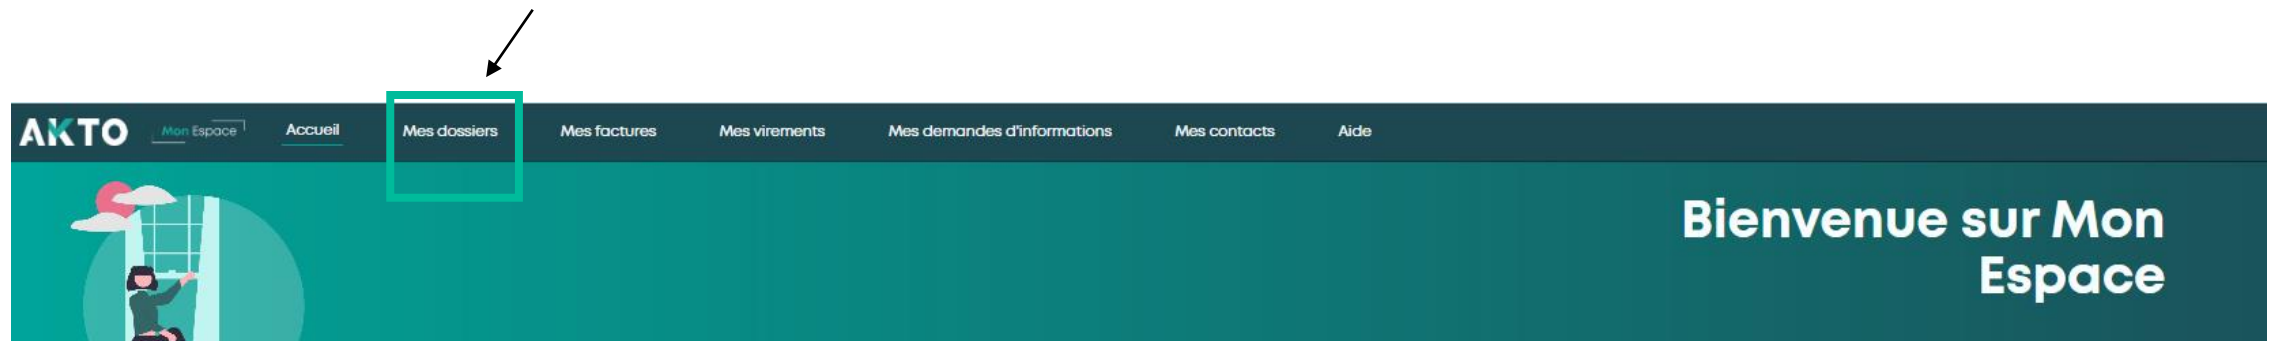 AKTO Mon Espace Accueil Mes dossiers Mes factures Mes virements Mes demandes d'informations Mes contacts Aide
Bienvenue sur Mon
Espace